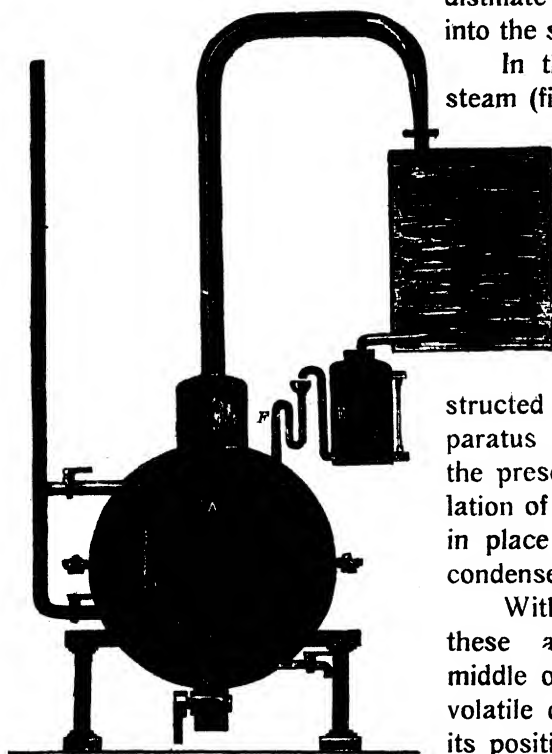 distillate
into the s
In t
steam (fi
F
A
structed
paratus
the prese
lation of
in place
condense
With
these a
middle o
volatile c
its positi